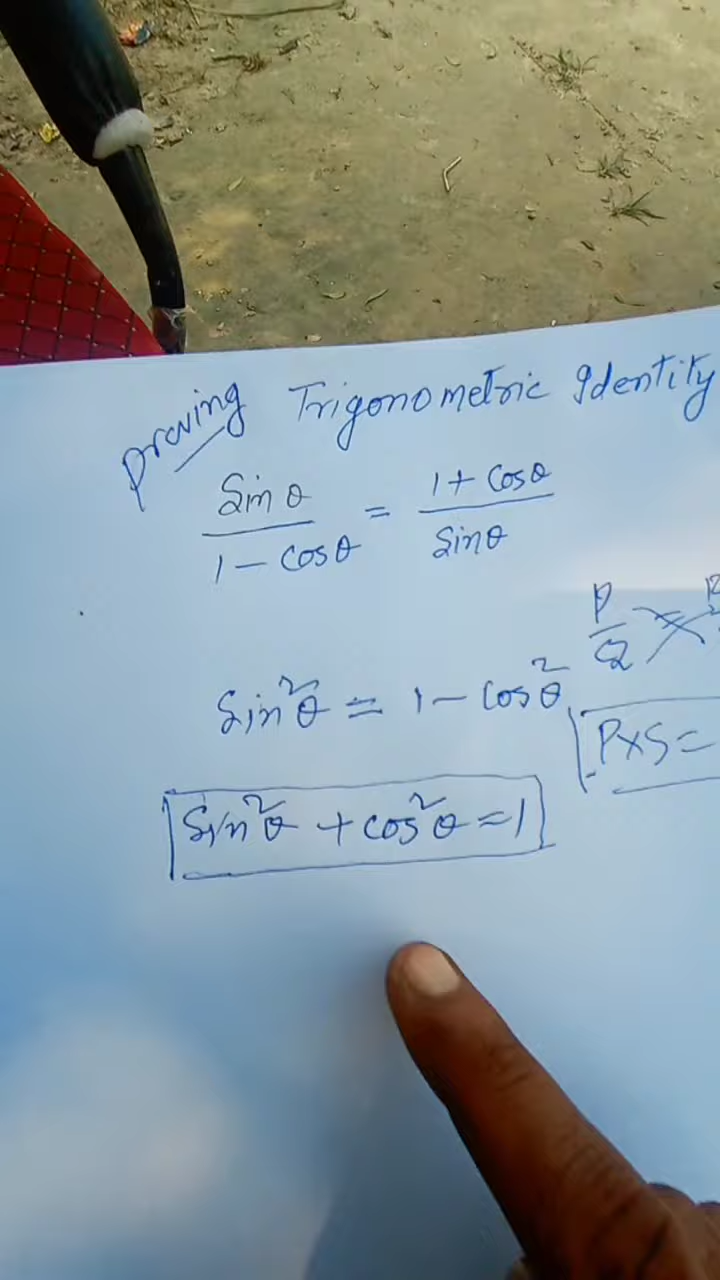 proving Trigonometric Identity
Sinθ / 1 - cosθ = 1 + cosθ / Sinθ
P / Q
Sin²θ = 1 - cos²θ
P×S=
Sin²θ + cos²θ = 1